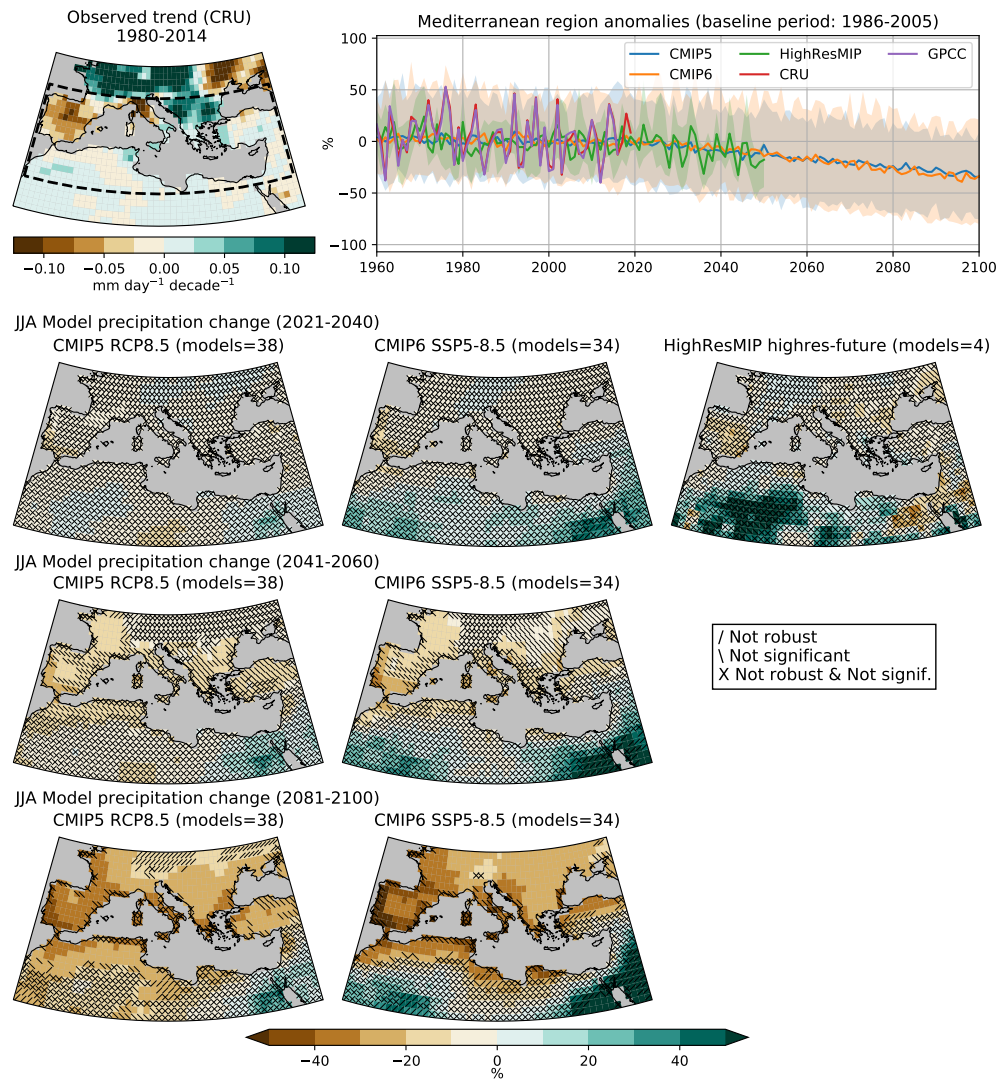 Observed trend (CRU)
1980-2014
−0.10 −0.05 0.00 0.05 0.10
mm day⁻¹ decade⁻¹
Mediterranean region anomalies (baseline period: 1986-2005)
CMIP5 HighResMIP GPCC
CMIP6 CRU
100
50
0
−50
−100
%
1960 1980 2000 2020 2040 2060 2080 2100
JJA Model precipitation change (2021-2040)
CMIP5 RCP8.5 (models=38) CMIP6 SSP5-8.5 (models=34) HighResMIP highres-future (models=4)
JJA Model precipitation change (2041-2060)
CMIP5 RCP8.5 (models=38) CMIP6 SSP5-8.5 (models=34)
/ Not robust
\ Not significant
X Not robust & Not signif.
JJA Model precipitation change (2081-2100)
CMIP5 RCP8.5 (models=38) CMIP6 SSP5-8.5 (models=34)
−40 −20 0 20 40
%